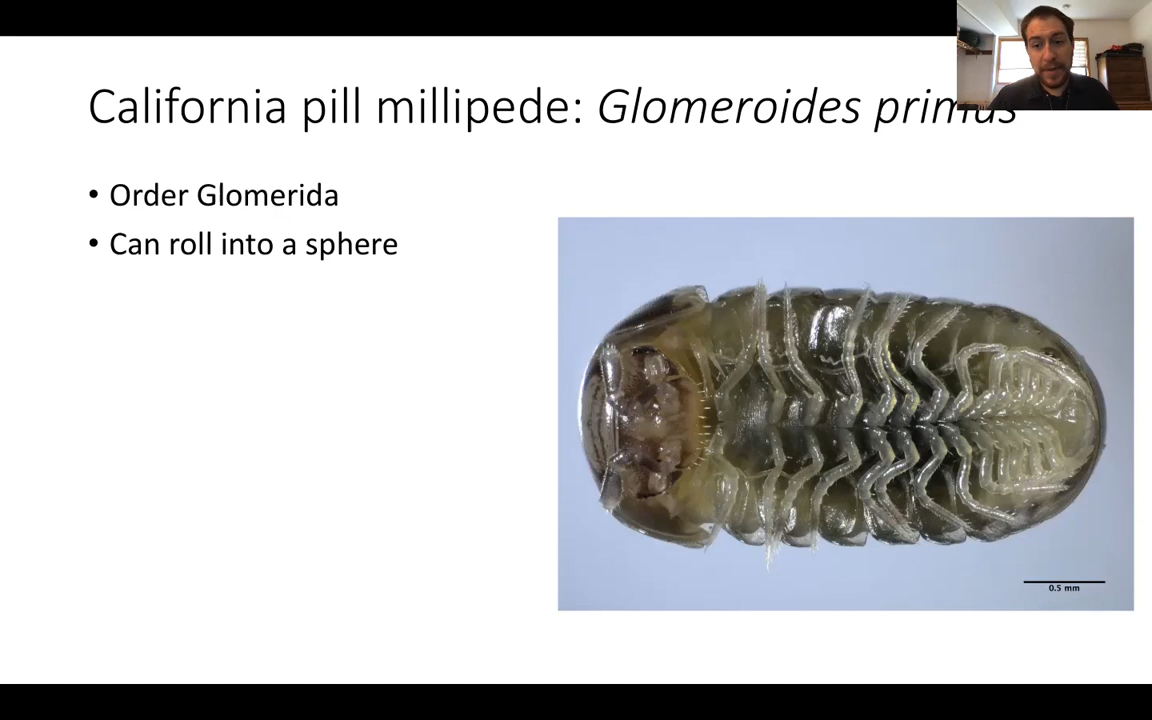 California pill millipede: Glomeroides primus
• Order Glomerida
• Can roll into a sphere
0.5 mm